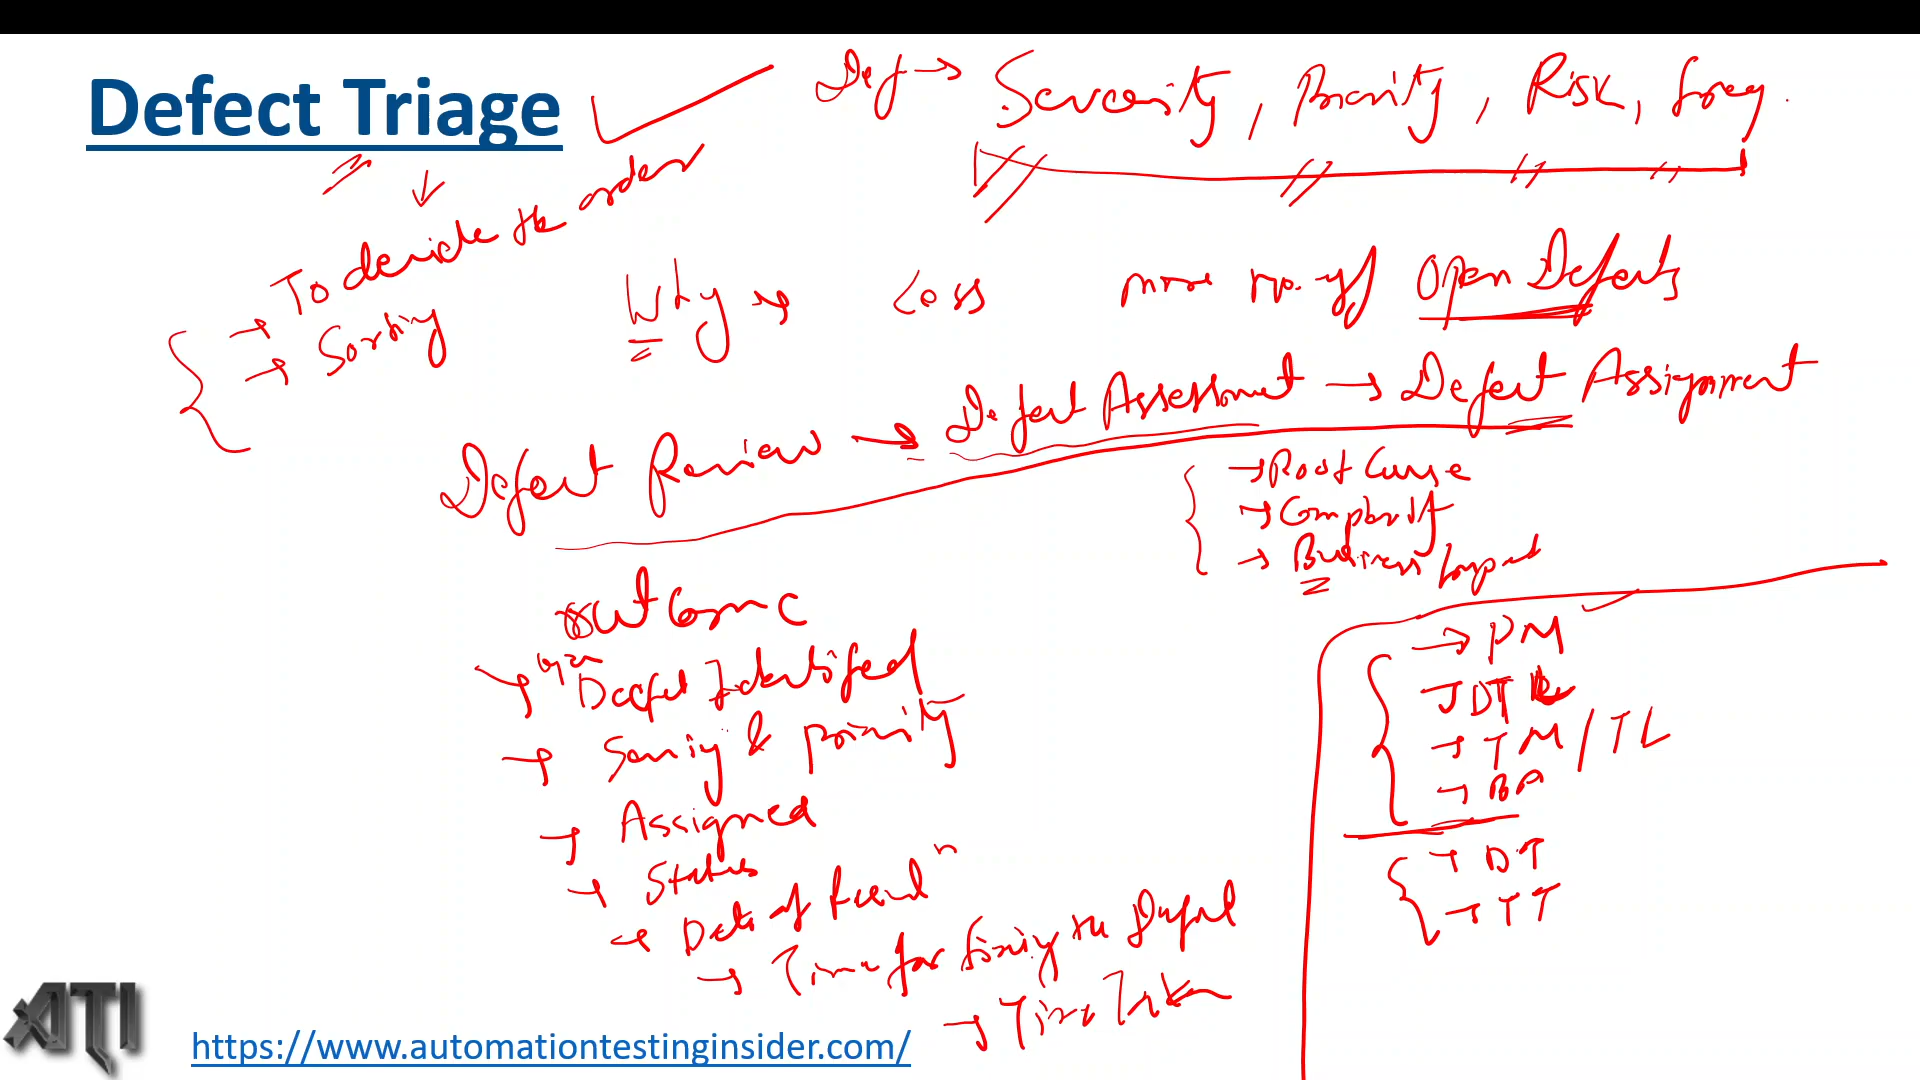 Defect Triage
Def → Severity, Priority, Risk, freq.
→ To decide the order
→ Sorting
Why → Less more no. of Open Defects
Defect Review → Defect Assessment → Defect Assignment
→ Root Cause
→ Complexity
→ Business Impact
Outcome
→ Defect Identified
→ Severity & priority
→ Assigned
→ Status
→ Date of
→ Time for fixing the Defect
→ Time Taken
→ PM
→ DT
→ TM/TL
→ BA
→ DT
→ TT
ATI
https://www.automationtestinginsider.com/